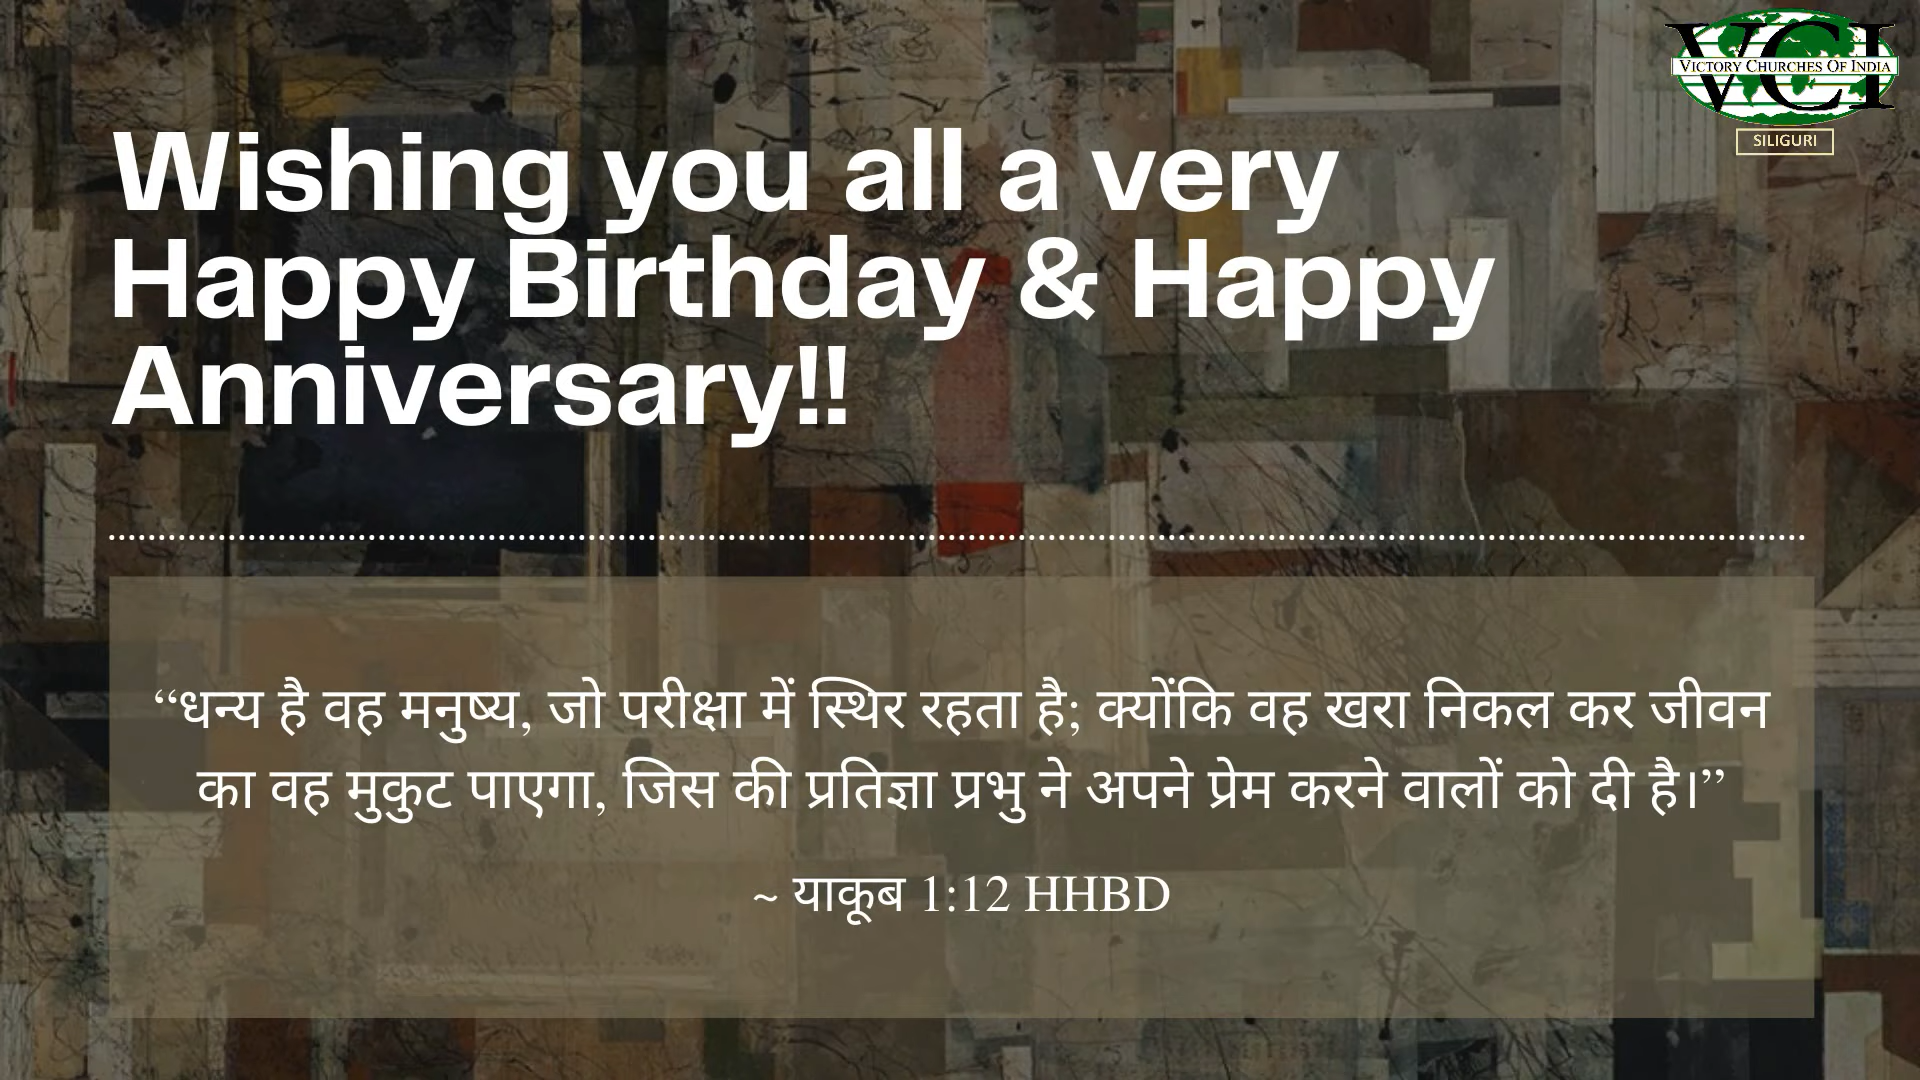 VCI
VICTORY CHURCHES OF INDIA
SILIGURI
Wishing you all a very
Happy Birthday & Happy
Anniversary!!
“धन्य है वह मनुष्य, जो परीक्षा में स्थिर रहता है; क्योंकि वह खरा निकल कर जीवन
का वह मुकुट पाएगा, जिस की प्रतिज्ञा प्रभु ने अपने प्रेम करने वालों को दी है।”
~ याकूब 1:12 HHBD